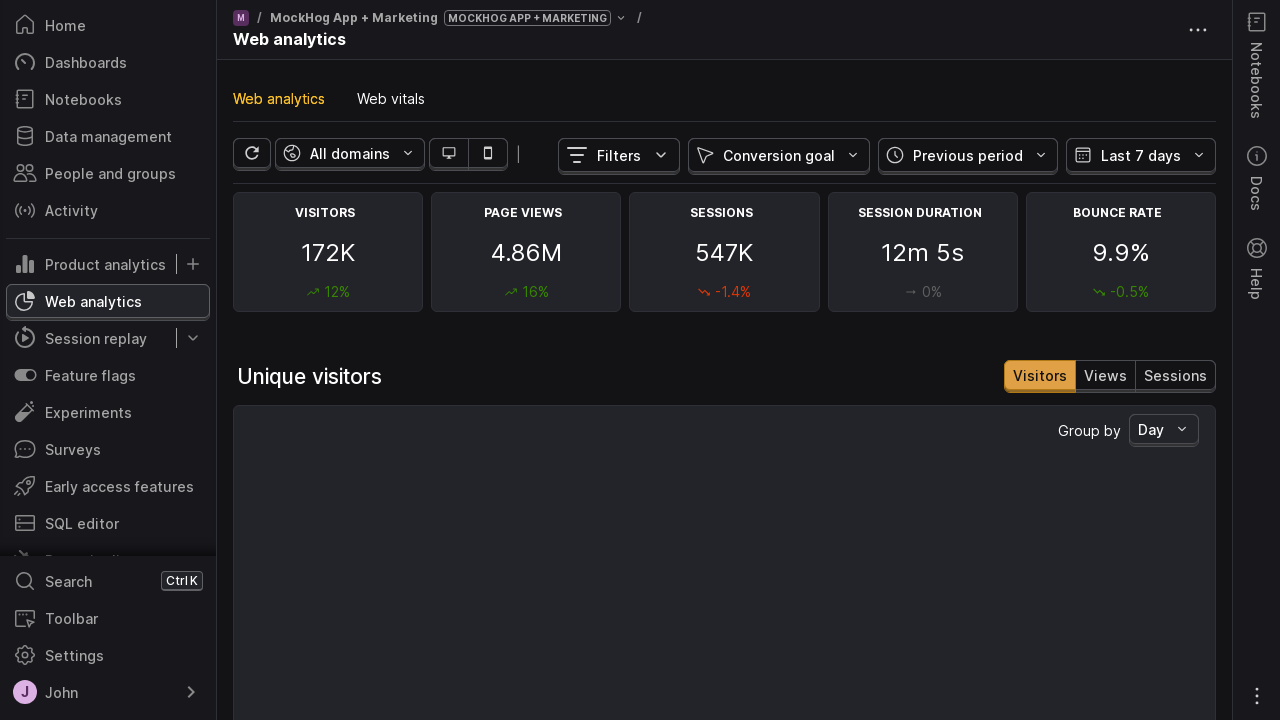 Home
Dashboards
Notebooks
Data management
People and groups
Activity
Product analytics
Web analytics
Session replay
Feature flags
Experiments
Surveys
Early access features
SQL editor
Search Ctrl K
Toolbar
Settings
J John
M / MockHog App + Marketing MOCKHOG APP + MARKETING /
Web analytics
Web analytics Web vitals
All domains Filters Conversion goal Previous period Last 7 days
VISITORS PAGE VIEWS SESSIONS SESSION DURATION BOUNCE RATE
172K 4.86M 547K 12m 5s 9.9%
12% 16% -1.4% 0% -0.5%
Unique visitors Visitors Views Sessions
Group by Day
Notebooks
Docs
Help